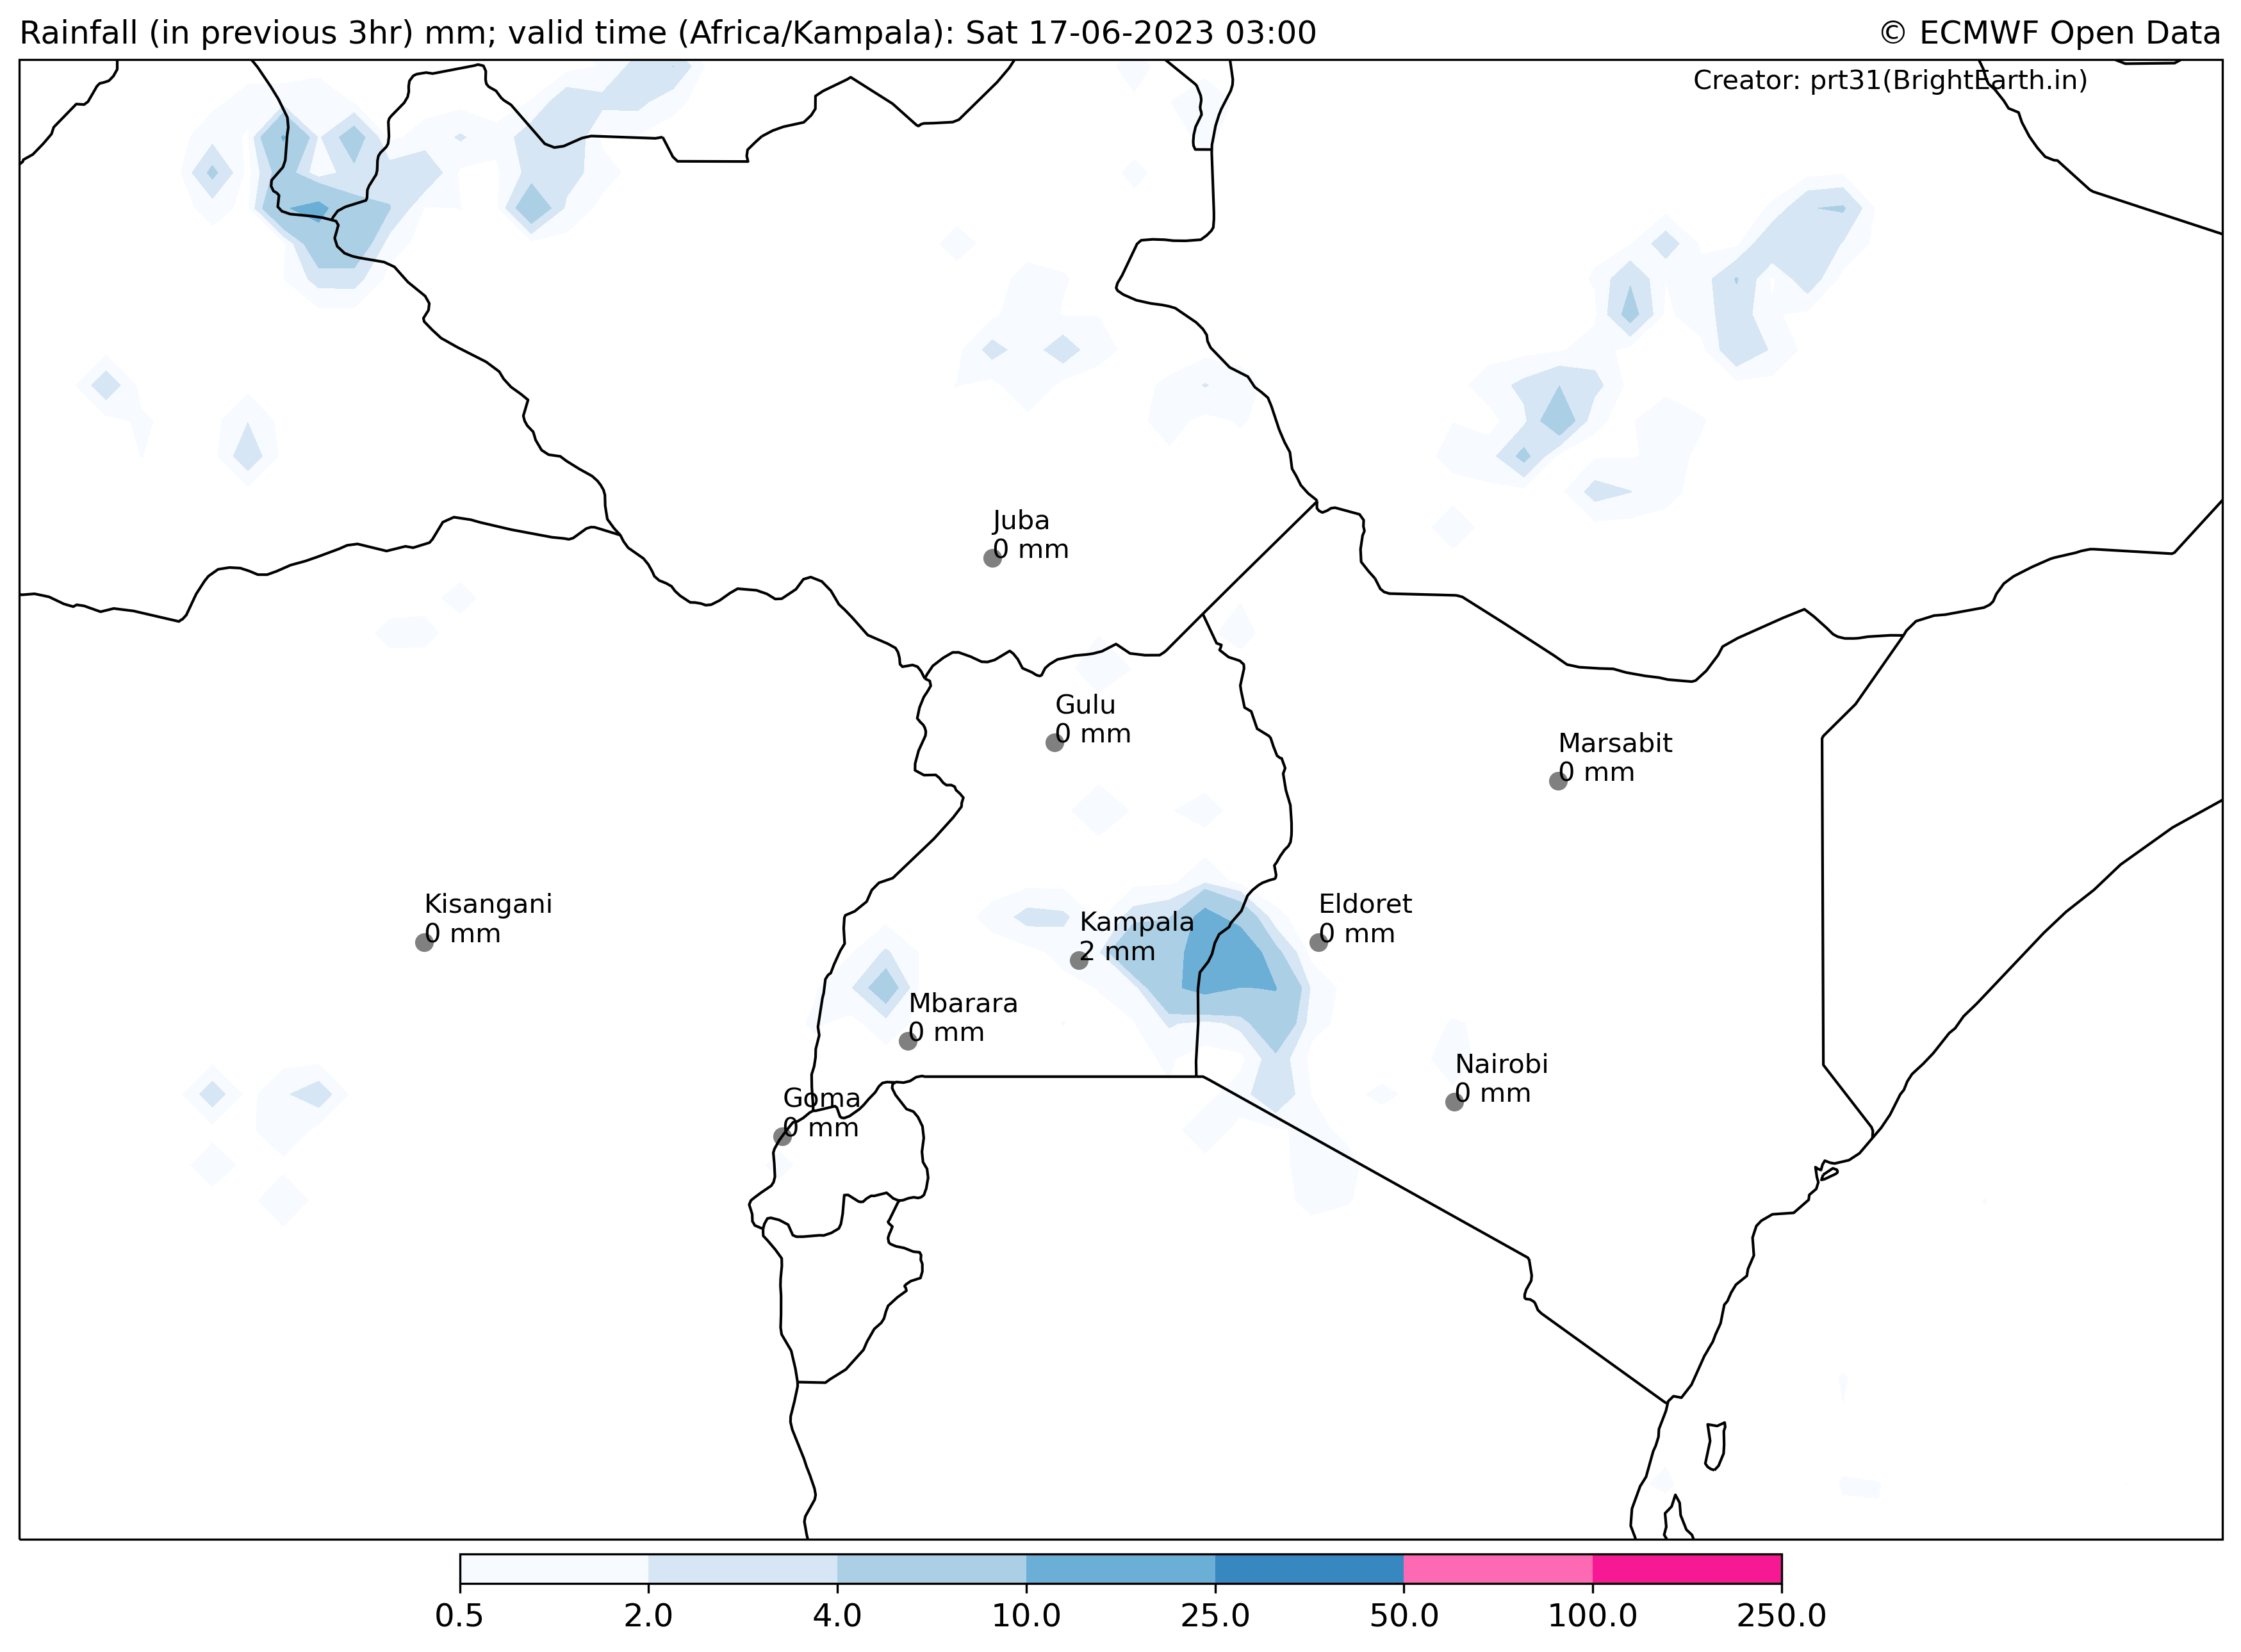 Rainfall (in previous 3hr) mm; valid time (Africa/Kampala): Sat 17-06-2023 03:00
© ECMWF Open Data
Creator: prt31(BrightEarth.in)
Juba
0 mm
Gulu
0 mm
Marsabit
0 mm
Kisangani
0 mm
Kampala
2 mm
Eldoret
0 mm
Mbarara
0 mm
Nairobi
0 mm
Goma
0 mm
0.5 2.0 4.0 10.0 25.0 50.0 100.0 250.0